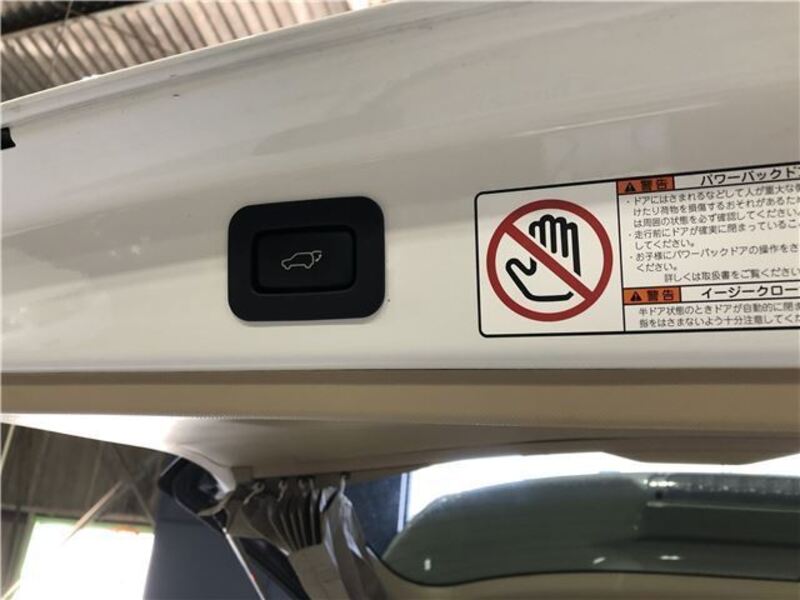 警告 パワーバックド
・ドアにはさまれるなどして人が重大な
けたり荷物を損傷するおそれがあるため
は周囲の状態を必ず確認してください。
・走行前にドアが確実に閉まっているこ
してください。
・お子様にパワーバックドアの操作をさ
ください。
詳しくは取扱書をご覧ください
警告 イージークロー
半ドア状態のときドアが自動的に閉ま
指をはさまないよう十分注意してくだ